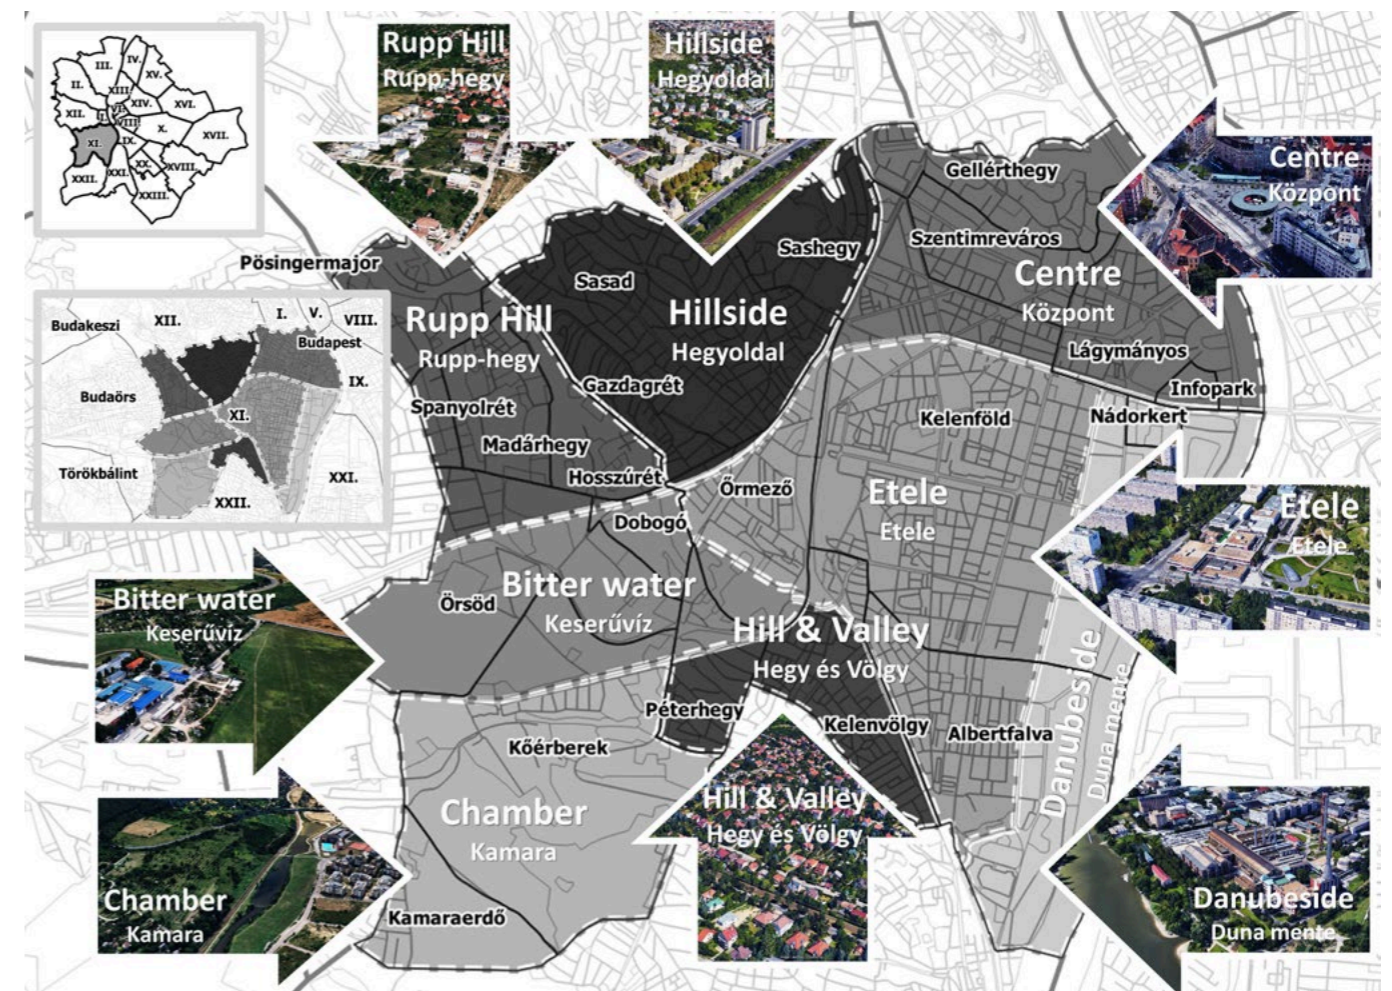 III.
IV.
XV.
II.
XIII.
XIV.
XVI.
XII.
VI.
I.
VIII.
X.
XVII.
XI.
IX.
XX.
XVIII.
XXII.
XXI.
XXIII.
Rupp Hill
Rupp-hegy
Hillside
Hegyoldal
Centre
Központ
Gellérthegy
Szentimreváros
Sashegy
Pösingermajor
Sasad
Centre
Központ
Hillside
Hegyoldal
Rupp Hill
Rupp-hegy
Lágymányos
Gazdagrét
Infopark
Spanyolrét
Kelenföld
Nádorkert
Madárhegy
Hosszúrét
Őrmező
Etele
Etele
Dobogó
Budakeszi
XII.
I.
V.
VIII.
Budapest
IX.
Budaörs
XI.
Törökbálint
XXI.
XXII.
Etele
Etele
Bitter water
Keserűvíz
Bitter water
Keserűvíz
Örsöd
Hill & Valley
Hegy és Völgy
Péterhegy
Kelenvölgy
Albertfalva
Danubeside
Duna mente
Kőérberek
Chamber
Kamara
Kamaraerdő
Hill & Valley
Hegy és Völgy
Chamber
Kamara
Danubeside
Duna mente